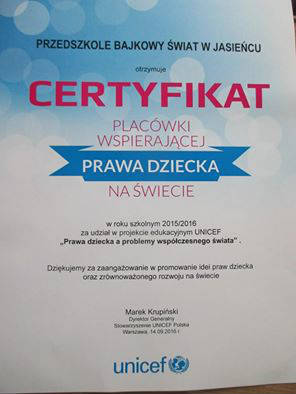 PRZEDSZKOLE BAJKOWY ŚWIAT W JASIEŃCU
otrzymuje
CERTYFIKAT
PLACÓWKI
WSPIERAJĄCEJ
PRAWA DZIECKA
NA ŚWIECIE
w roku szkolnym 2015/2016
za udział w projekcie edukacyjnym UNICEF
„Prawa dziecka a problemy współczesnego świata".
Dziękujemy za zaangażowanie w promowanie idei praw dziecka
oraz zrównoważonego rozwoju na świecie
Marek Krupiński
Dyrektor Generalny
Stowarzyszenie UNICEF Polska
Warszawa, 14.09.2016 r.
unicef